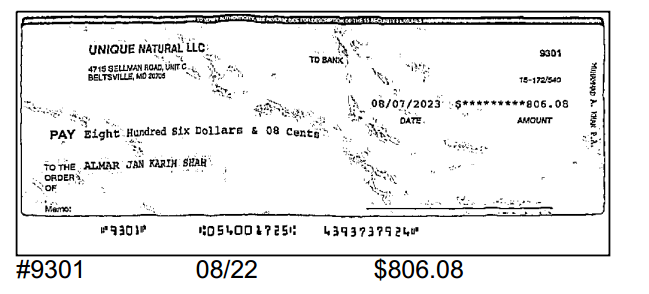 UNIQUE NATURAL LLC
4715 SELLMAN ROAD, UNIT C
BELTSVILLE, MD 20705
TD BANK
9301
15-172/540
08/07/2023 $*********806.08
DATE AMOUNT
PAY Eight Hundred Six Dollars & 08 Cents
TO THE ORDER OF ALMAR JAN KARIM SHAH
Memo:
MUHAMMAD A. KHAN P.A.
⑈9301⑈ ⑆054001725⑆ 4393737924⑈
#9301 08/22 $806.08